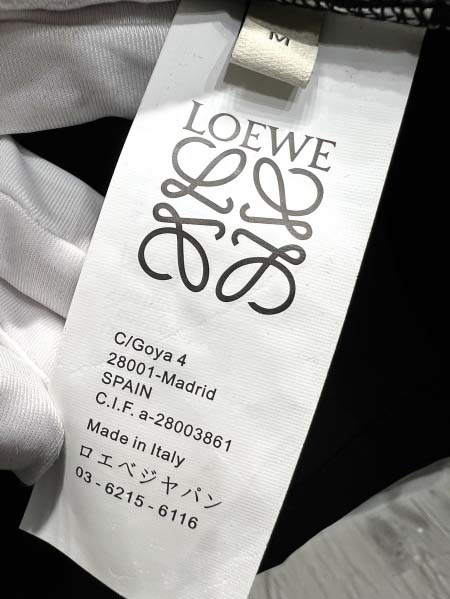 M
LOEWE
C/Goya 4
28001-Madrid
SPAIN
C.I.F. a-28003861
Made in Italy
ロエベジヤパン
03-6215-6116